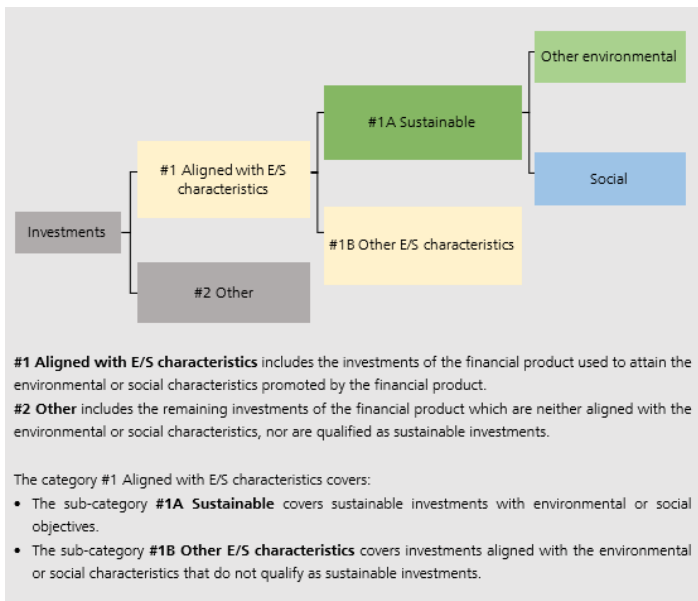 Other environmental
#1A Sustainable
#1 Aligned with E/S
characteristics
Social
Investments
#1B Other E/S characteristics
#2 Other
#1 Aligned with E/S characteristics includes the investments of the financial product used to attain the
environmental or social characteristics promoted by the financial product.
#2 Other includes the remaining investments of the financial product which are neither aligned with the
environmental or social characteristics, nor are qualified as sustainable investments.
The category #1 Aligned with E/S characteristics covers:
• The sub-category #1A Sustainable covers sustainable investments with environmental or social
objectives.
• The sub-category #1B Other E/S characteristics covers investments aligned with the environmental
or social characteristics that do not qualify as sustainable investments.